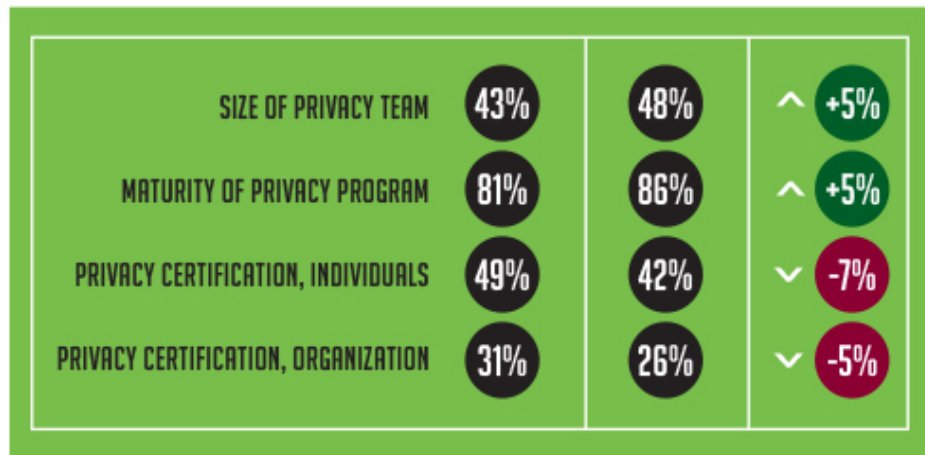 SIZE OF PRIVACY TEAM 43% 48% +5%
MATURITY OF PRIVACY PROGRAM 81% 86% +5%
PRIVACY CERTIFICATION, INDIVIDUALS 49% 42% -7%
PRIVACY CERTIFICATION, ORGANIZATION 31% 26% -5%